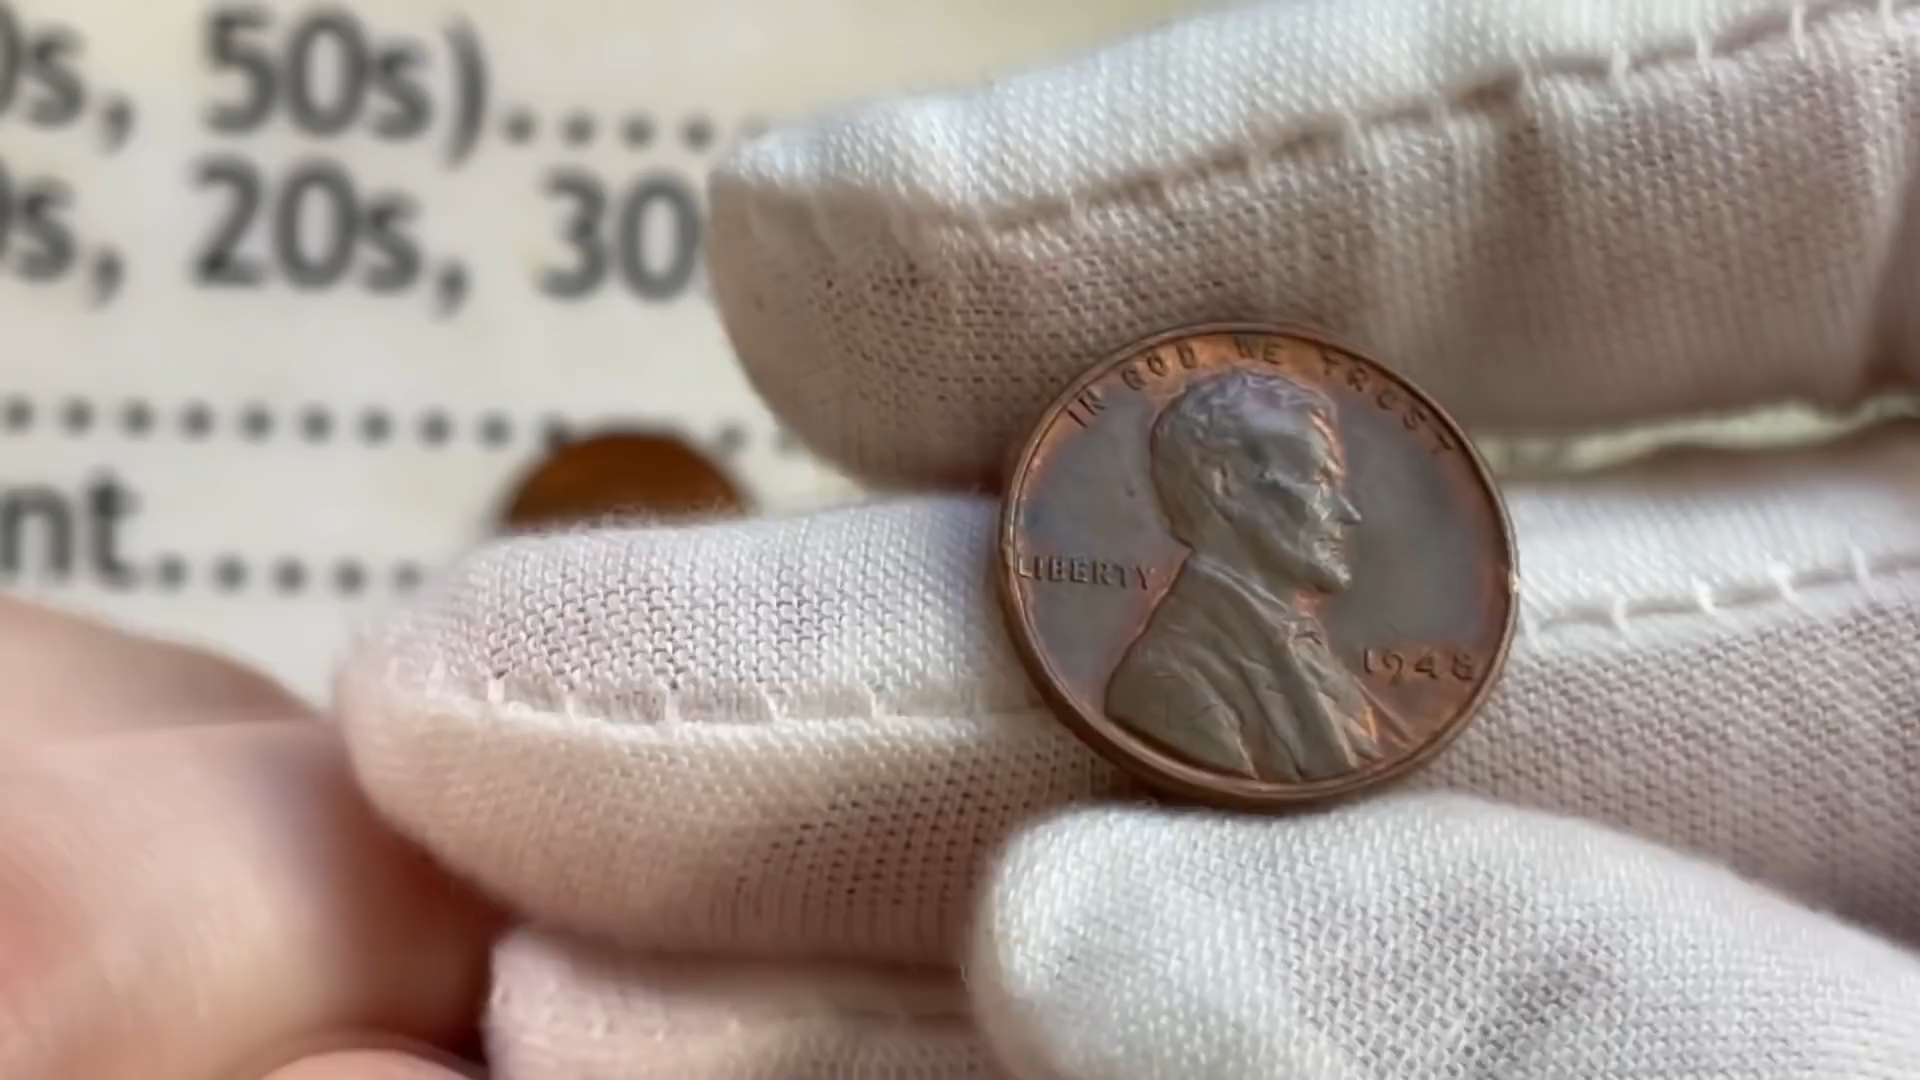 0s, 50s).....
0s, 20s, 30
nt......
IN GOD WE TRUST
LIBERTY
1948